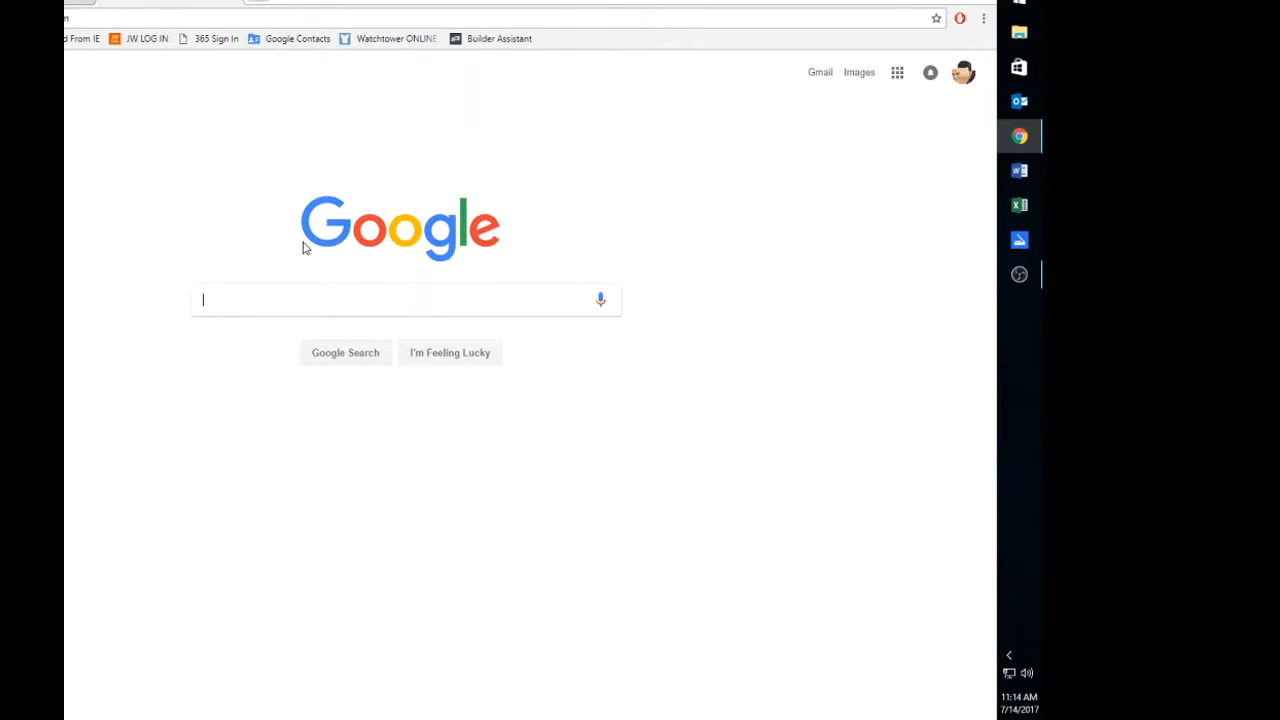 m
d From IE JW LOG IN 365 Sign In Google Contacts Watchtower ONLINE Builder Assistant
Gmail Images
Google
Google Search I'm Feeling Lucky
11:14 AM
7/14/2017